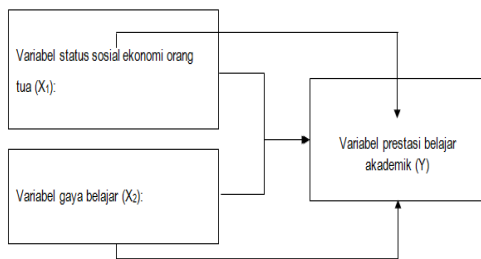 Variabel status sosial ekonomi orang
tua (X₁):
Variabel prestasi belajar
akademik (Y)
Variabel gaya belajar (X₂):